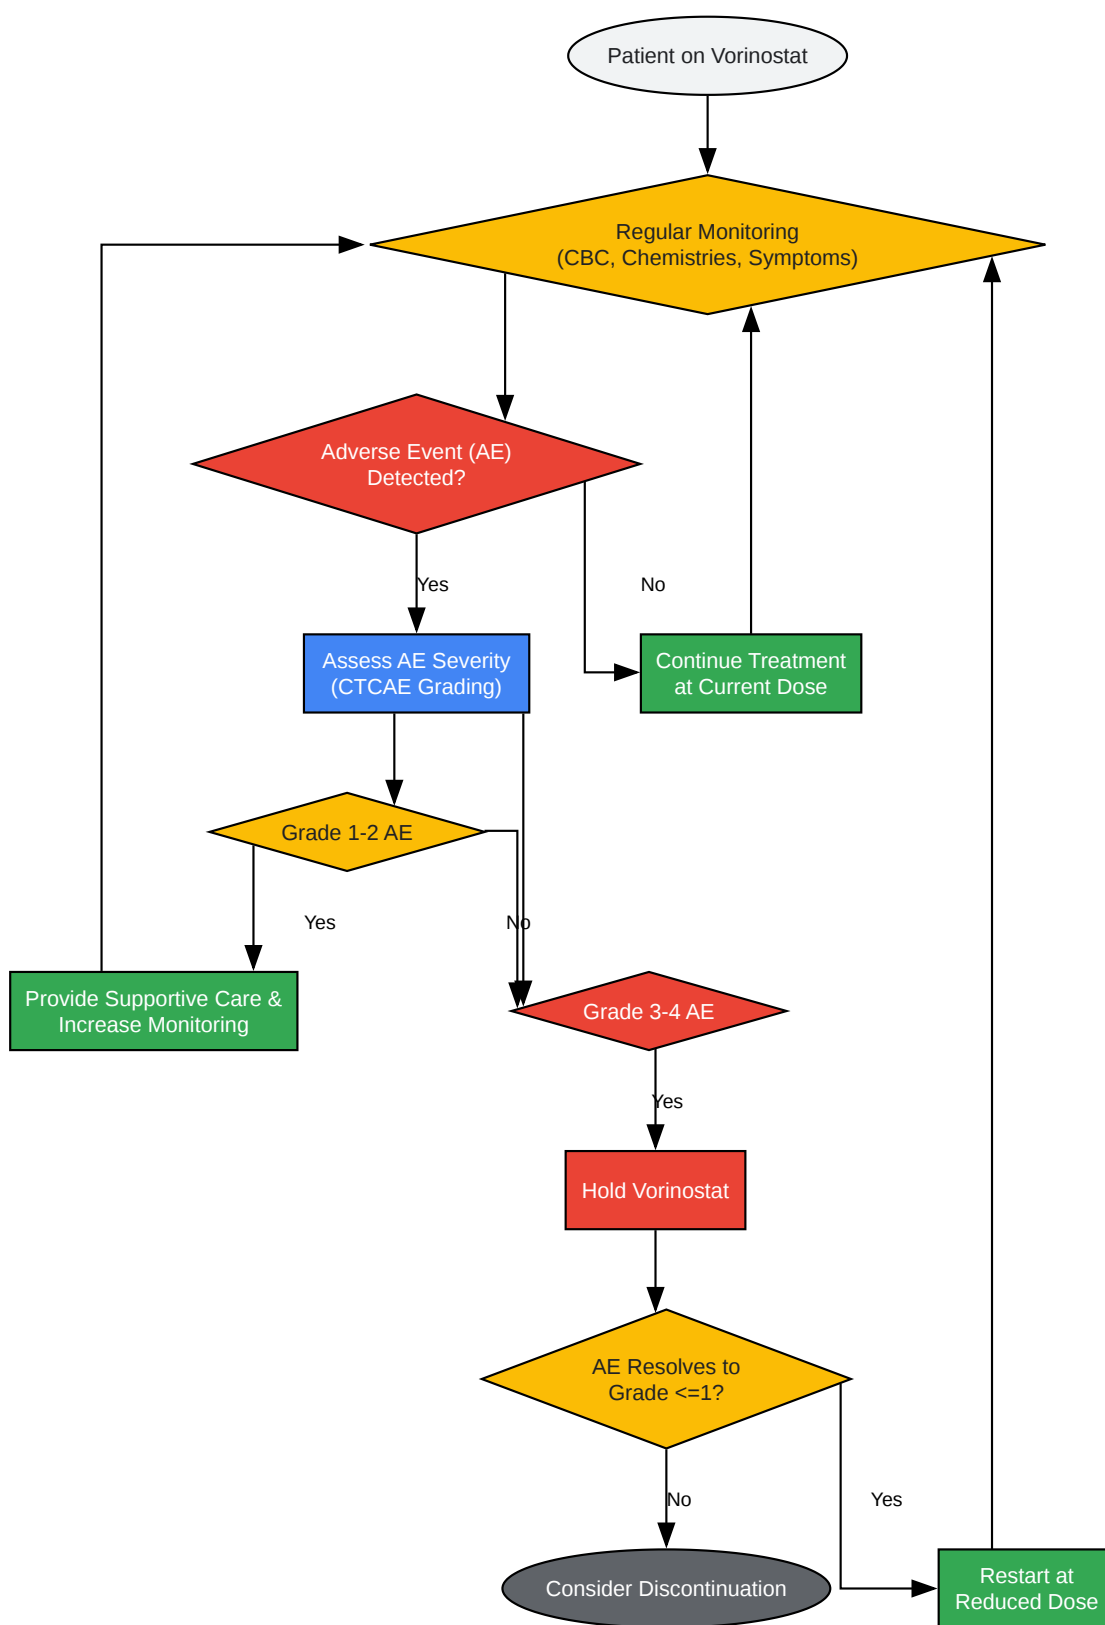 Patient on Vorinostat
Regular Monitoring
(CBC, Chemistries, Symptoms)
Adverse Event (AE)
Detected?
Yes
No
Assess AE Severity
(CTCAE Grading)
Continue Treatment
at Current Dose
Grade 1-2 AE
Yes
No
Provide Supportive Care &
Increase Monitoring
Grade 3-4 AE
Yes
Hold Vorinostat
AE Resolves to
Grade <=1?
No
Yes
Consider Discontinuation
Restart at
Reduced Dose